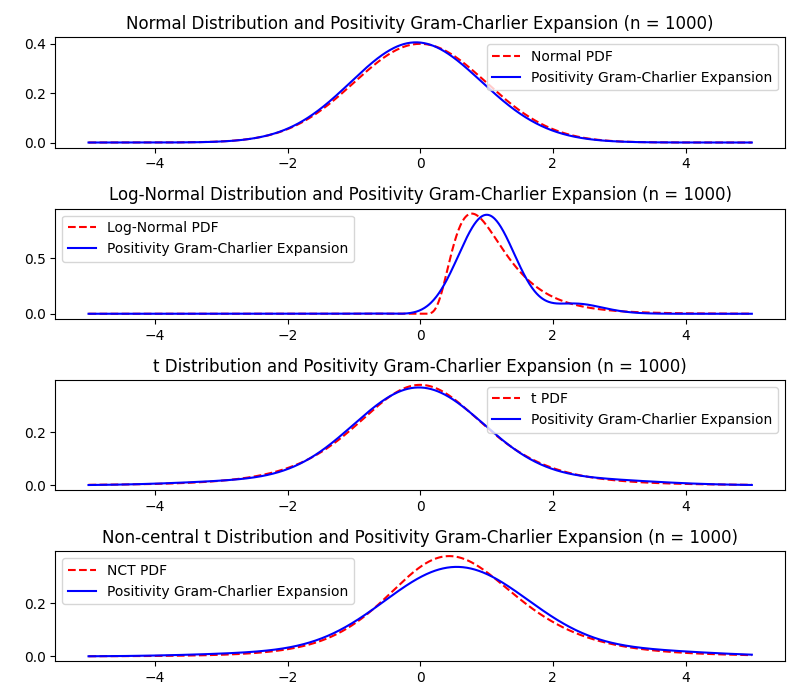 Normal Distribution and Positivity Gram-Charlier Expansion (n = 1000)
0.4
0.2
0.0
Normal PDF
Positivity Gram-Charlier Expansion
−4 −2 0 2 4
Log-Normal Distribution and Positivity Gram-Charlier Expansion (n = 1000)
0.5
0.0
Log-Normal PDF
Positivity Gram-Charlier Expansion
−4 −2 0 2 4
t Distribution and Positivity Gram-Charlier Expansion (n = 1000)
0.2
0.0
t PDF
Positivity Gram-Charlier Expansion
−4 −2 0 2 4
Non-central t Distribution and Positivity Gram-Charlier Expansion (n = 1000)
0.2
0.0
NCT PDF
Positivity Gram-Charlier Expansion
−4 −2 0 2 4